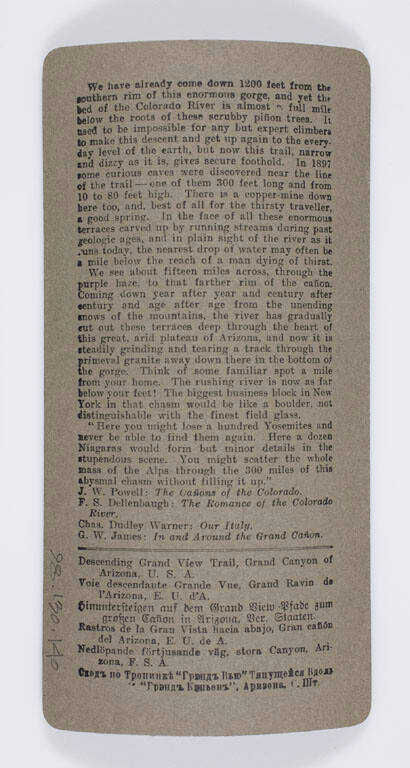 We have already come down 1200 feet from the
southern rim of this enormous gorge, and yet the
bed of the Colorado River is almost a full mile
below the roots of these scrubby piñon trees. It
used to be impossible for any but expert climbers
to make this descent and get up again to the every-
day level of the earth, but now this trail, narrow
and dizzy as it is, gives secure foothold. In 1897
some curious caves were discovered near the line
of the trail—one of them 300 feet long and from
10 to 80 feet high. There is a copper-mine down
here too, and, best of all for the thirsty traveller,
a good spring. In the face of all these enormous
terraces carved up by running streams during past
geologic ages, and in plain sight of the river as it
runs today, the nearest drop of water may often be
a mile below the reach of a man dying of thirst.
We see about fifteen miles across, through the
purple haze, to that farther rim of the cañon.
Coming down year after year and century after
century and age after age from the unending
snows of the mountains, the river has gradually
cut out these terraces deep through the heart of
this great, arid plateau of Arizona, and now it is
steadily grinding and tearing a track through the
primeval granite away down there in the bottom of
the gorge. Think of some familiar spot a mile
from your home. The rushing river is now as far
below your feet! The biggest business block in New
York in that chasm would be like a boulder, not
distinguishable with the finest field glass.
"Here you might lose a hundred Yosemites and
never be able to find them again. Here a dozen
Niagaras would form but minor details in the
stupendous scene. You might scatter the whole
mass of the Alps through the 300 miles of this
abysmal chasm without filling it up."
J. W. Powell: The Cañons of the Colorado.
F. S. Dellenbaugh: The Romance of the Colorado
River.
Chas. Dudley Warner: Our Italy.
G. W. James: In and Around the Grand Cañon.
Descending Grand View Trail, Grand Canyon of
Arizona, U. S. A.
Voie descendante Grande Vue, Grand Ravin de
l'Arizona, E. U. d'A.
Hinuntersteigen auf dem Grand View-Pfade zum
großen Cañon in Arizona, Ver. Staaten.
Rastros de la Gran Vista hacia abajo, Gran cañón
del Arizona, E. U. de A.
Nedlöpande förtjusande väg, stora Canyon, Ari-
zona, F. S. A.
Сходъ по Тропинкѣ "Грэндъ Вью" Тянущейся Вдоль
"Грэндъ Кэньенъ", Аризона. С. Шт.
98.190.140